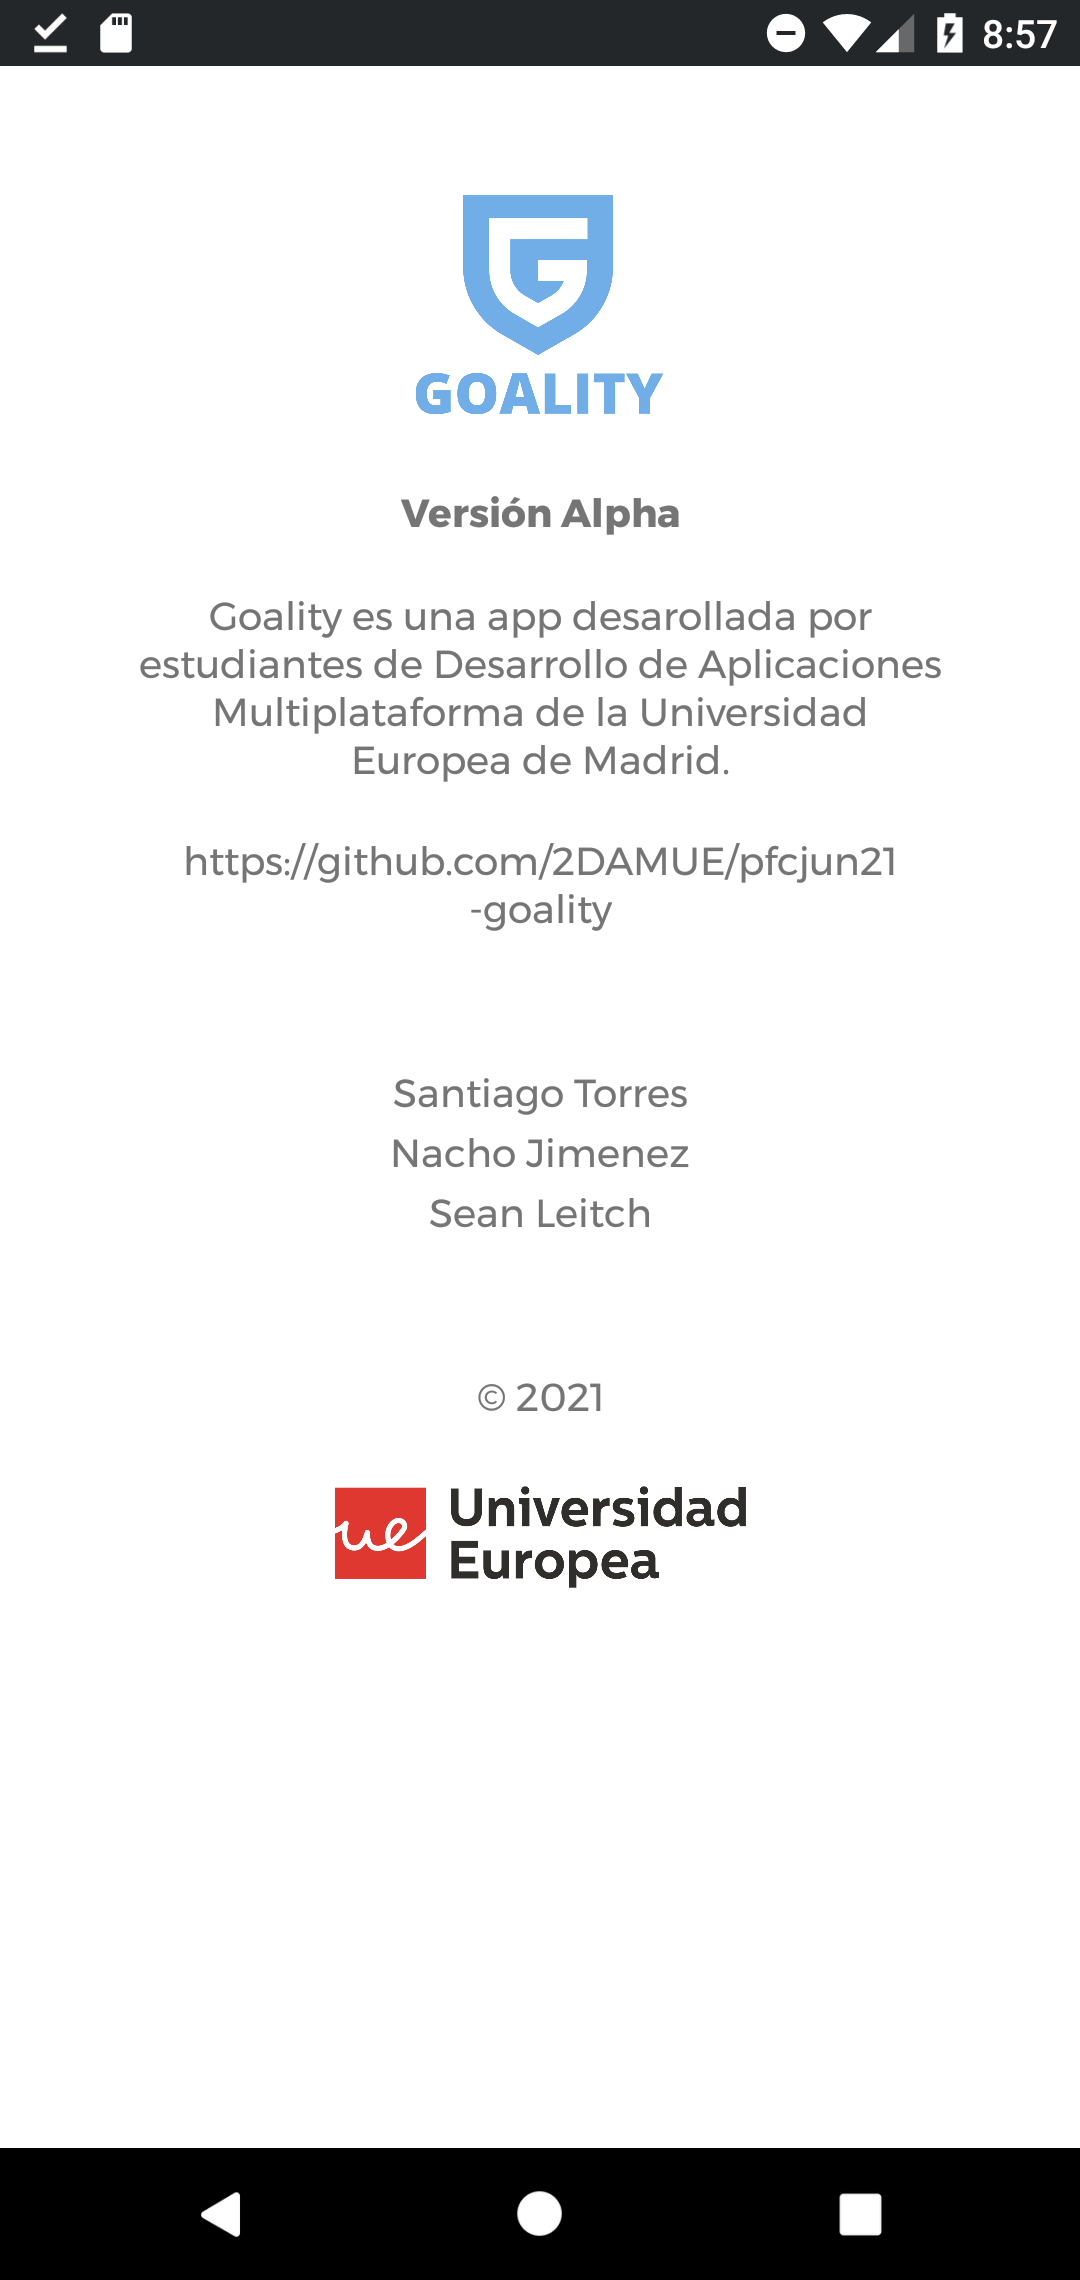 8:57
GOALITY
Versión Alpha
Goality es una app desarollada por
estudiantes de Desarrollo de Aplicaciones
Multiplataforma de la Universidad
Europea de Madrid.
https://github.com/2DAMUE/pfcjun21
-goality
Santiago Torres
Nacho Jimenez
Sean Leitch
© 2021
ue Universidad
Europea